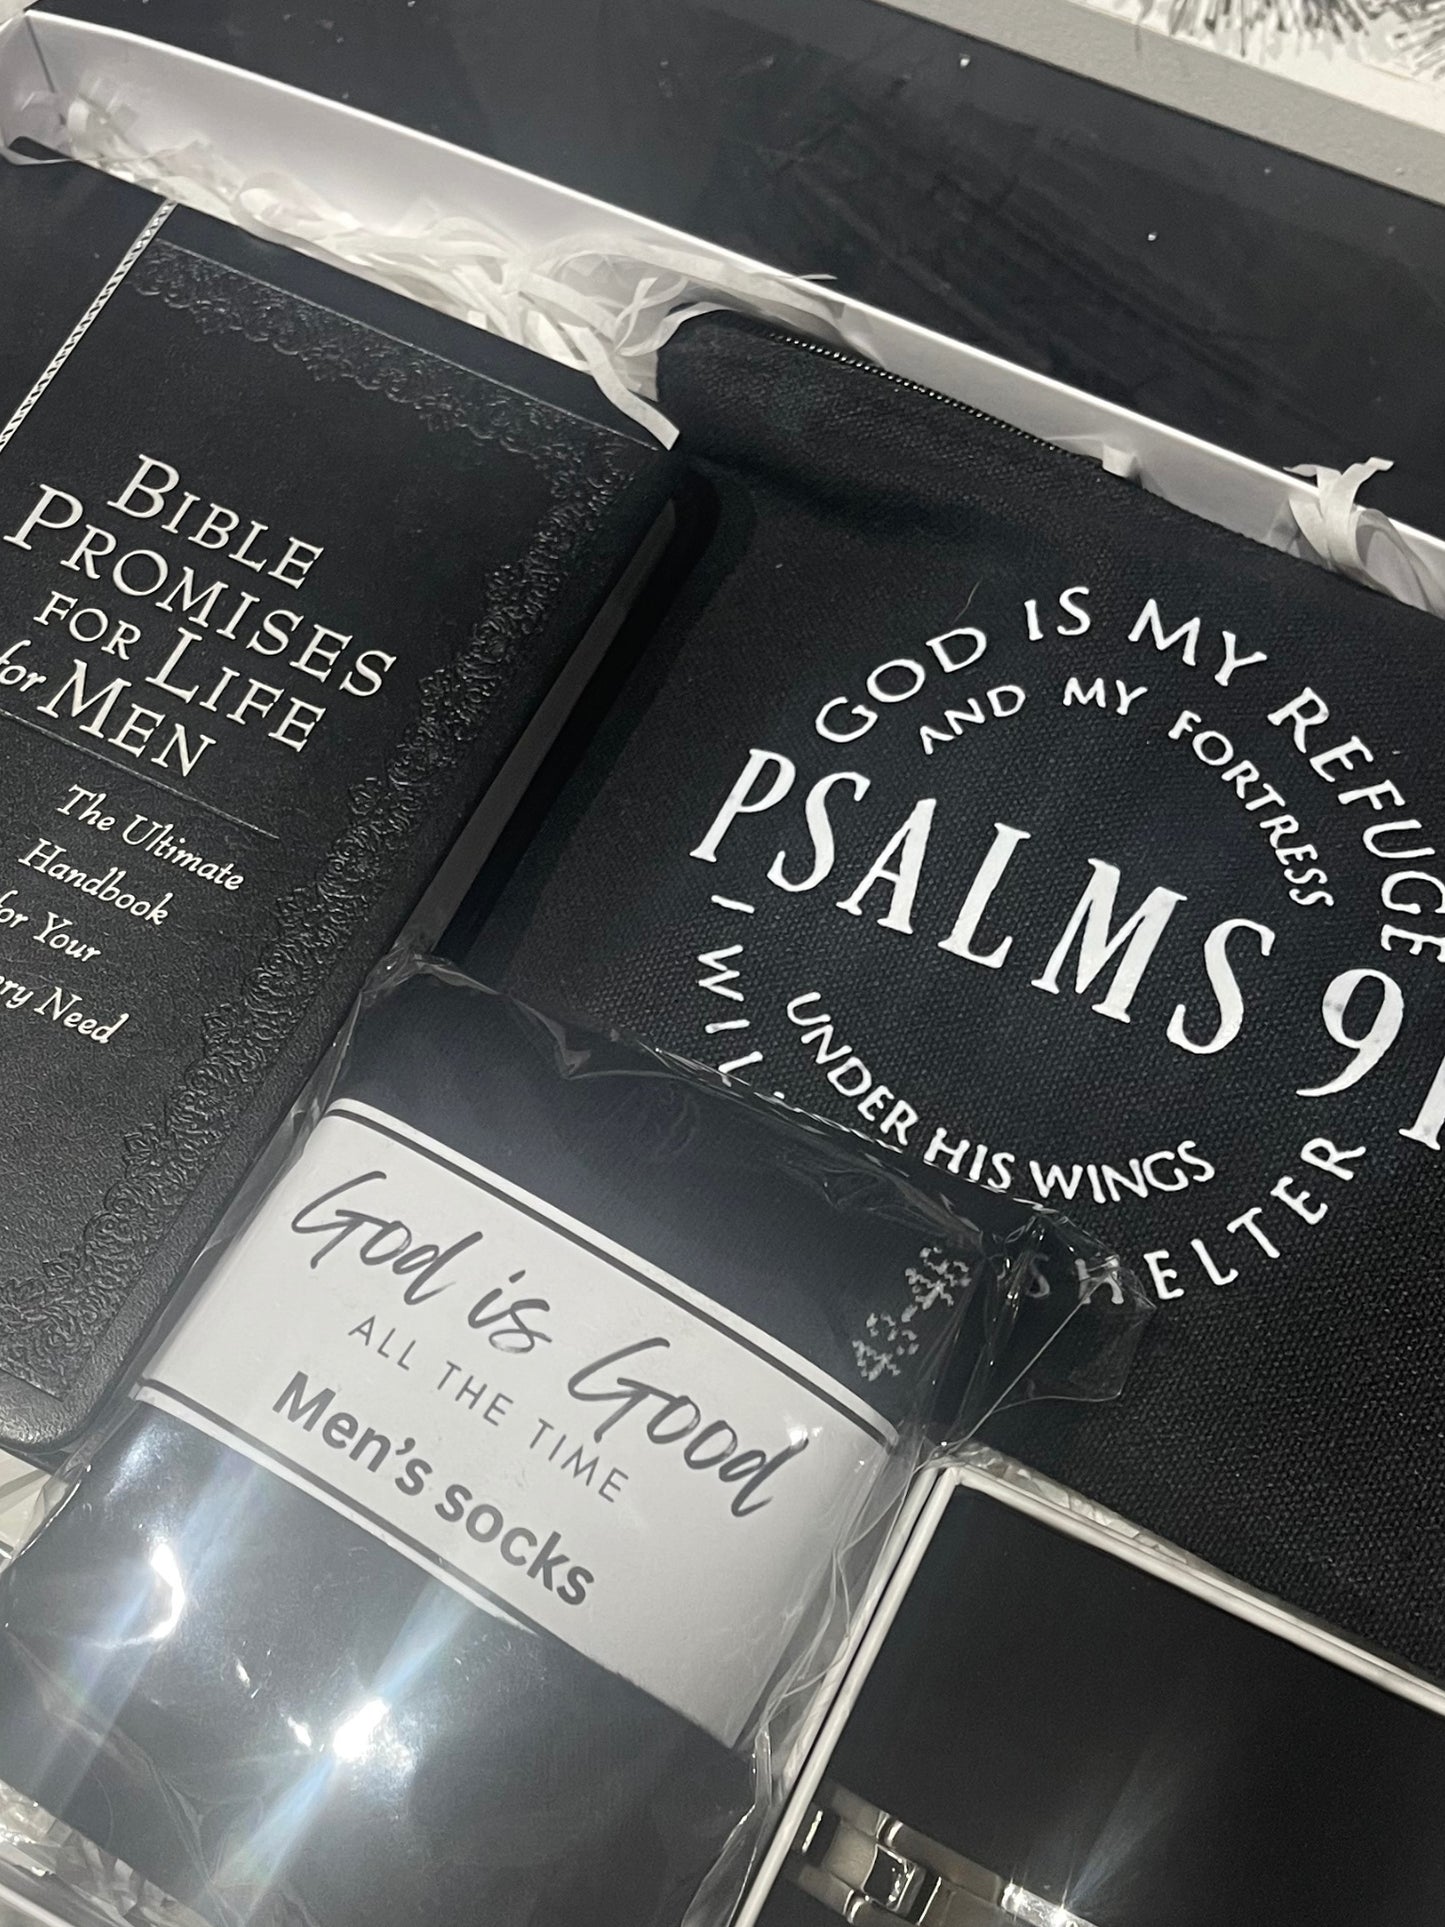 BIBLE
PROMISES
FOR LIFE
for MEN
The Ultimate
Handbook
for Your
Need
GOD IS MY REFUGE
AND MY FORTRESS
PSALMS 91
UNDER HIS WINGS
I WILL
SHELTER
God is Good
ALL THE TIME
Men's socks